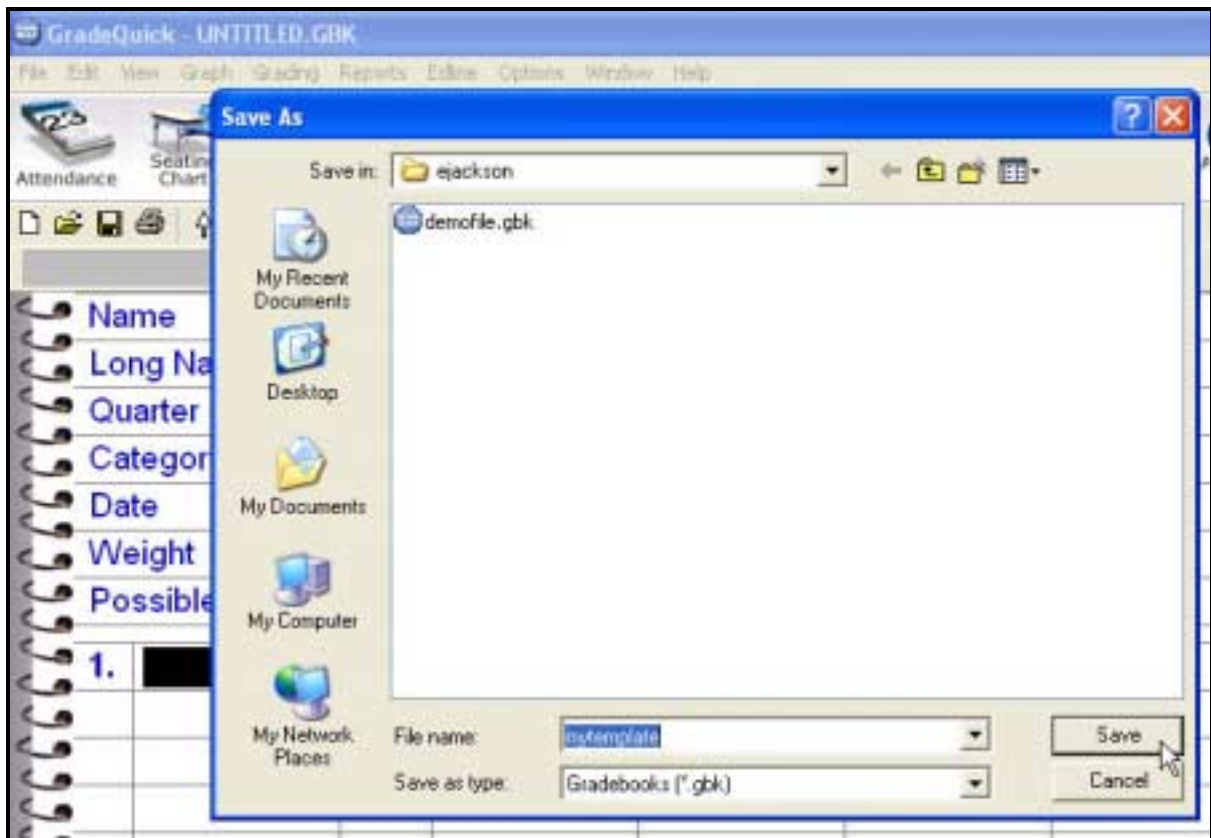 GradeQuick - UNTITLED.GBK
File Edit View Graph Grading Reports Edline Options Window Help
Attendance
Seating
Chart
Save As
Save in: ejackson
demofile.gbk
My Recent
Documents
Desktop
My Documents
My Computer
My Network
Places
Name
Long Na
Quarter
Categor
Date
Weight
Possible
1.
File name: mytemplate Save
Save as type: Gradebooks (*.gbk) Cancel